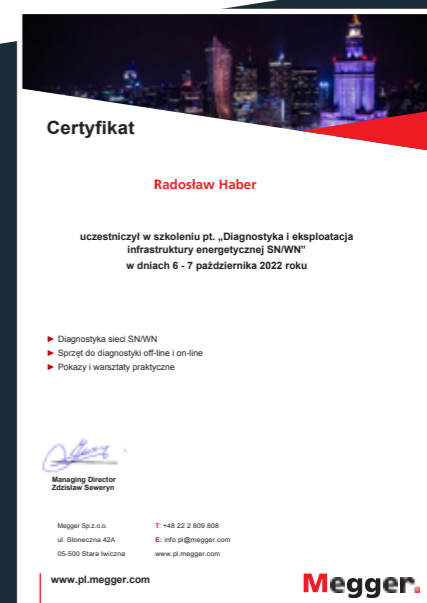 Certyfikat
Radosław Haber
uczestniczył w szkoleniu pt. „Diagnostyka i eksploatacja
infrastruktury energetycznej SN/WN”
w dniach 6 - 7 października 2022 roku
► Diagnostyka sieci SN/WN
► Sprzęt do diagnostyki off-line i on-line
► Pokazy i warsztaty praktyczne
Managing Director
Zdzisław Seweryn
Megger Sp.z.o.o.
ul. Słoneczna 42A
05-500 Stara Iwiczna
T: +48 22 2 809 808
E: info.pl@megger.com
www.pl.megger.com
www.pl.megger.com
Megger.